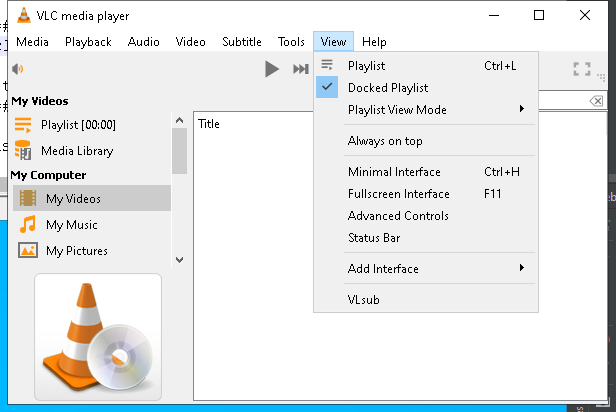 VLC media player
Media Playback Audio Video Subtitle Tools View Help
My Videos
Playlist [00:00]
Media Library
My Computer
My Videos
My Music
My Pictures
Title
Playlist Ctrl+L
Docked Playlist
Playlist View Mode
Always on top
Minimal Interface Ctrl+H
Fullscreen Interface F11
Advanced Controls
Status Bar
Add Interface
VLsub